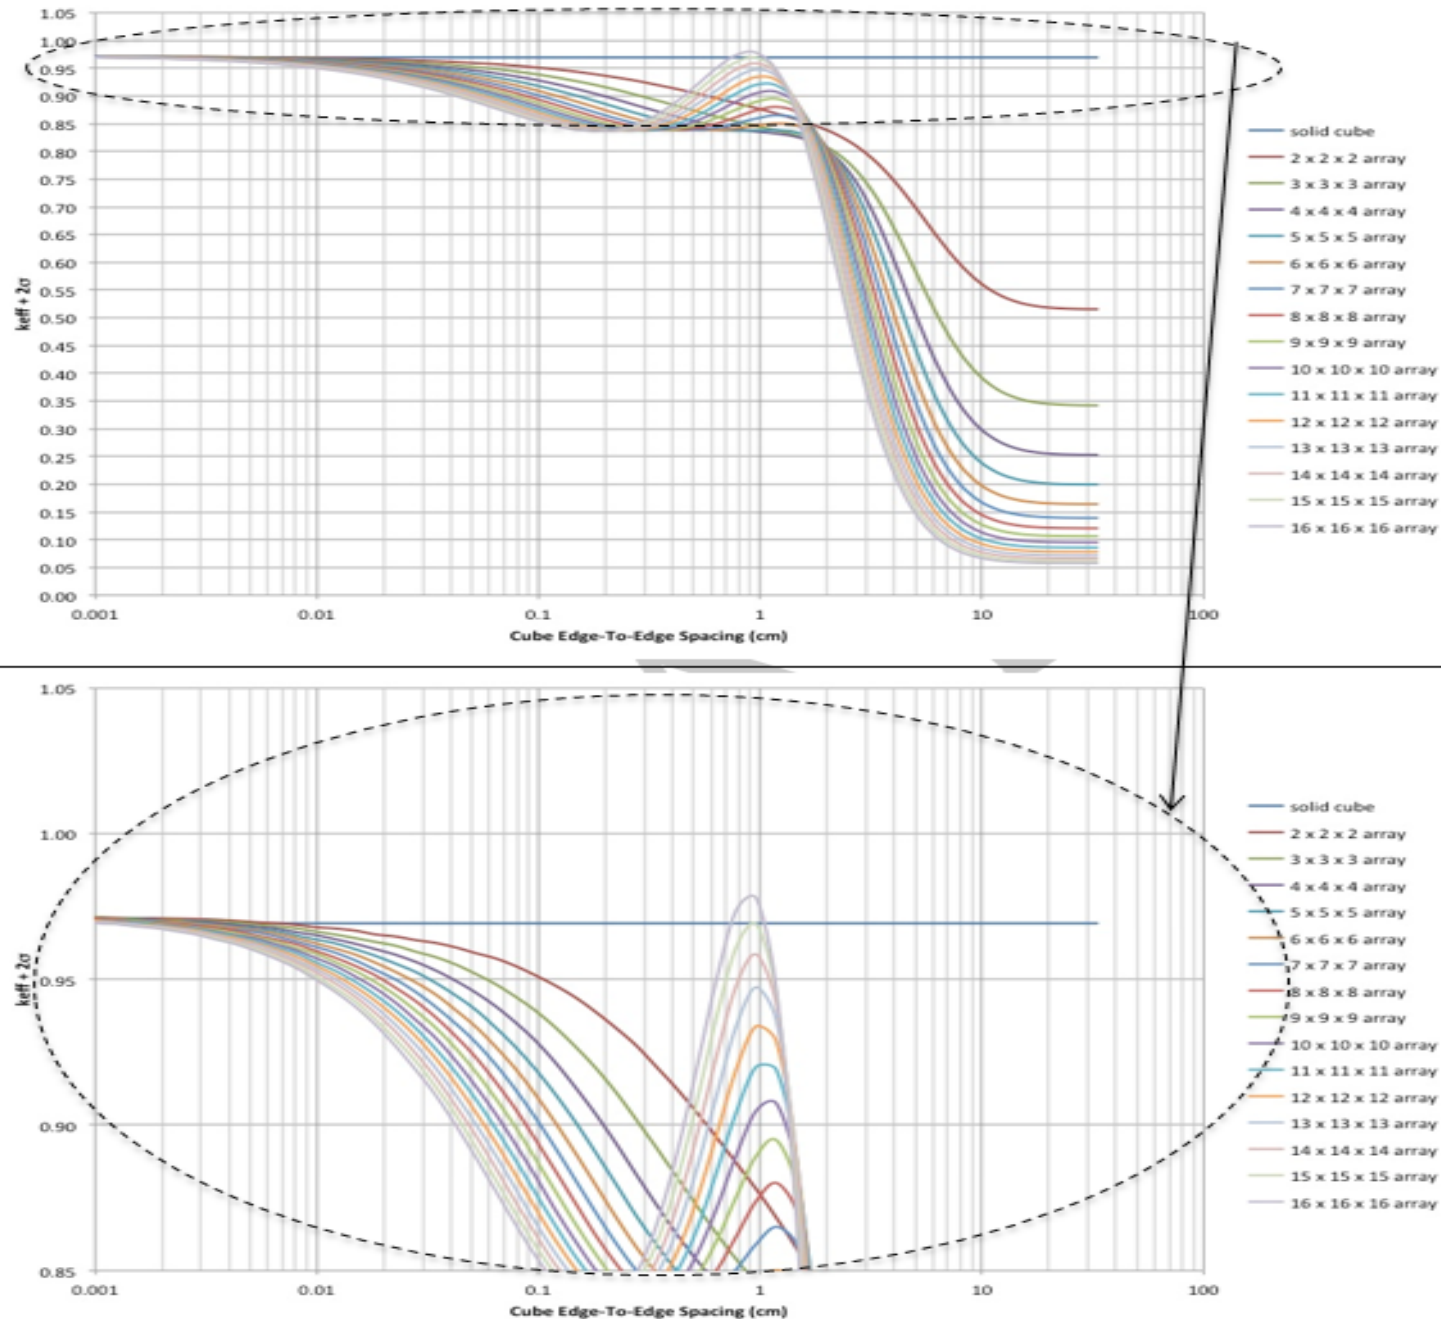 1.05
1.00
0.95
0.90
0.85
0.80
0.75
0.70
0.65
0.60
0.55
0.50
0.45
0.40
0.35
0.30
0.25
0.20
0.15
0.10
0.05
0.00
keff + 2σ
0.001 0.01 0.1 1 10 100
Cube Edge-To-Edge Spacing (cm)
solid cube
2 x 2 x 2 array
3 x 3 x 3 array
4 x 4 x 4 array
5 x 5 x 5 array
6 x 6 x 6 array
7 x 7 x 7 array
8 x 8 x 8 array
9 x 9 x 9 array
10 x 10 x 10 array
11 x 11 x 11 array
12 x 12 x 12 array
13 x 13 x 13 array
14 x 14 x 14 array
15 x 15 x 15 array
16 x 16 x 16 array
1.05
1.00
0.95
0.90
0.85
keff + 2σ
0.001 0.01 0.1 1 10 100
Cube Edge-To-Edge Spacing (cm)
solid cube
2 x 2 x 2 array
3 x 3 x 3 array
4 x 4 x 4 array
5 x 5 x 5 array
6 x 6 x 6 array
7 x 7 x 7 array
8 x 8 x 8 array
9 x 9 x 9 array
10 x 10 x 10 array
11 x 11 x 11 array
12 x 12 x 12 array
13 x 13 x 13 array
14 x 14 x 14 array
15 x 15 x 15 array
16 x 16 x 16 array